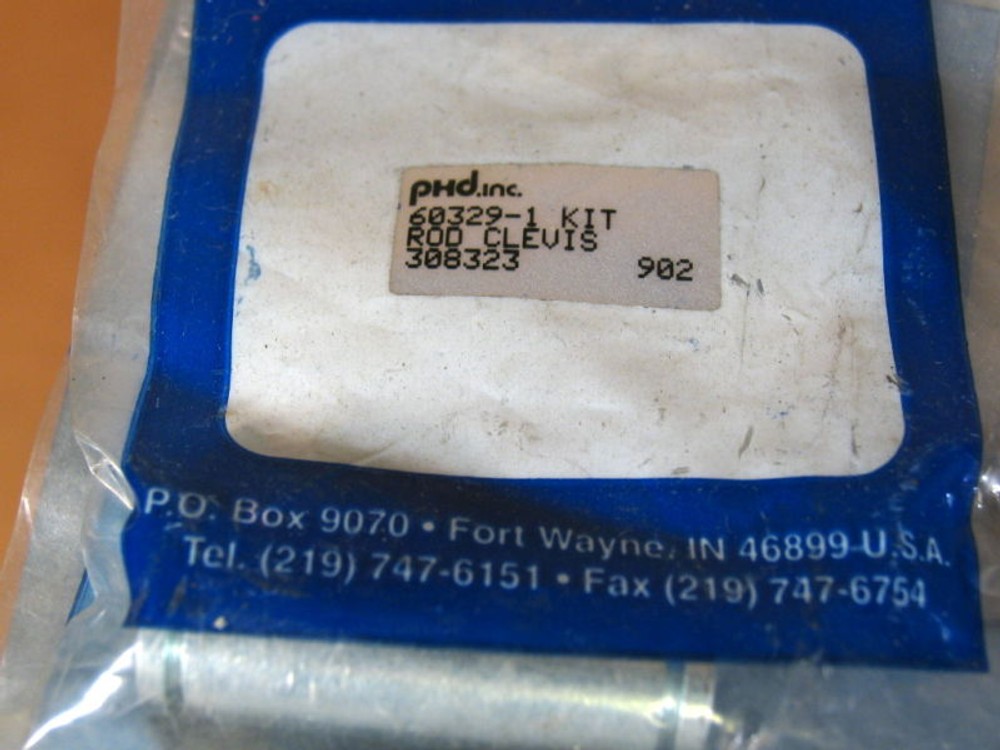 PHD.inc.
60329-1 KIT
ROD CLEVIS
308323 902
P.O. Box 9070 • Fort Wayne, IN 46899 U.S.A.
Tel. (219) 747-6151 • Fax (219) 747-6754